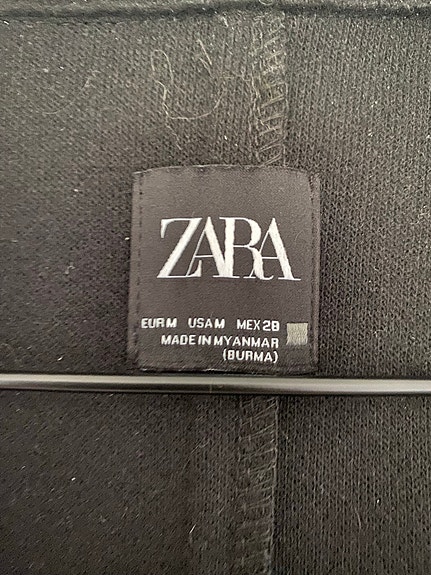 ZARA
EUR M USA M MEX 28
MADE IN MYANMAR
(BURMA)